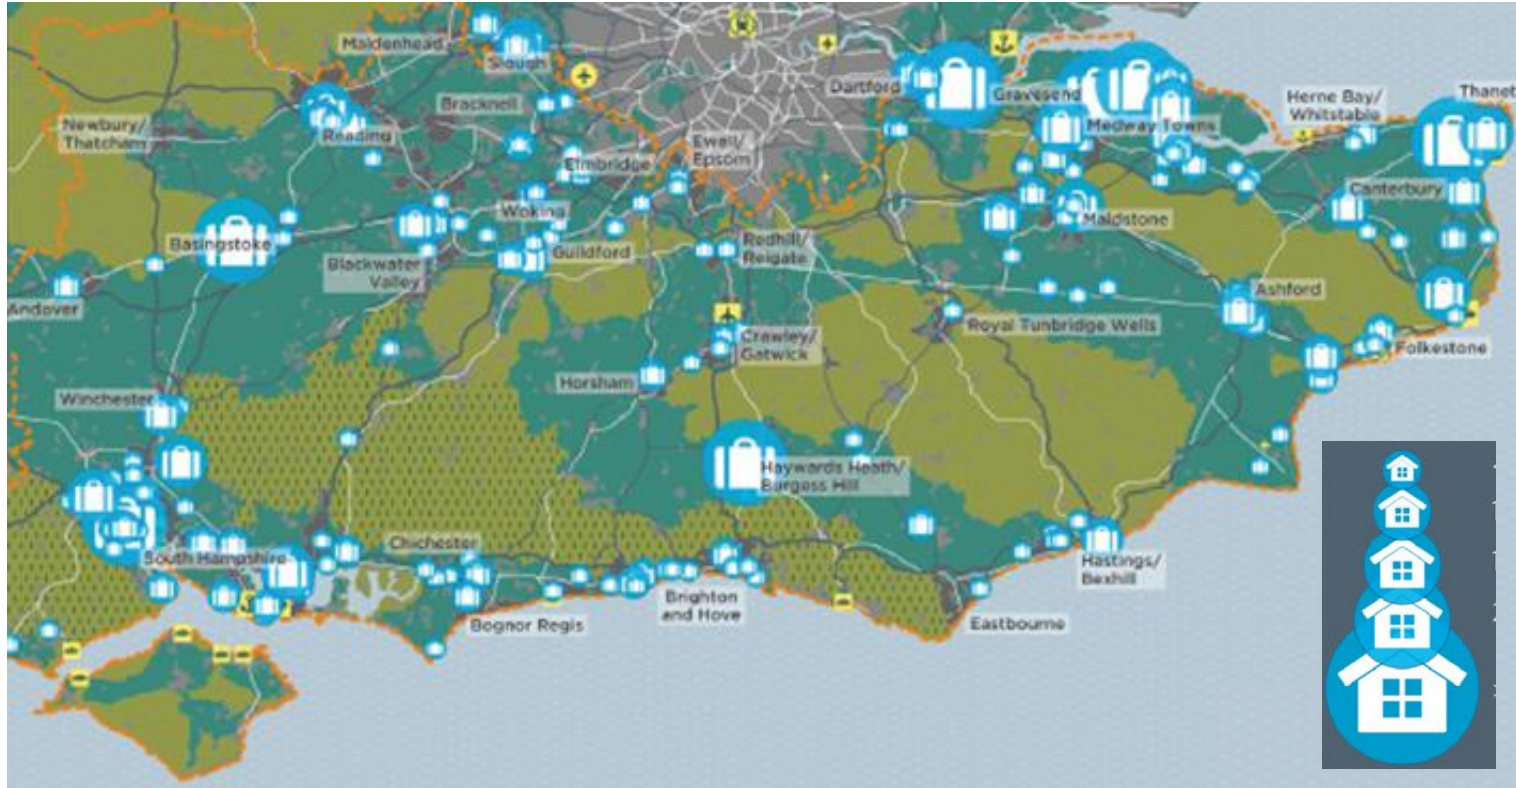 Maidenhead
Slough
Dartford
Gravesend
Thanet
Bracknell
Herne Bay/
Whitstable
Newbury/
Thatcham
Reading
Medway Towns
Elmbridge
Ewell/
Epsom
Canterbury
Woking
Maidstone
Basingstoke
Blackwater
Valley
Guildford
Redhill/
Reigate
Andover
Ashford
Royal Tunbridge Wells
Crawley/
Gatwick
Folkestone
Horsham
Winchester
Haywards Heath/
Burgess Hill
Chichester
South Hampshire
Hastings/
Bexhill
Brighton
and Hove
Bognor Regis
Eastbourne